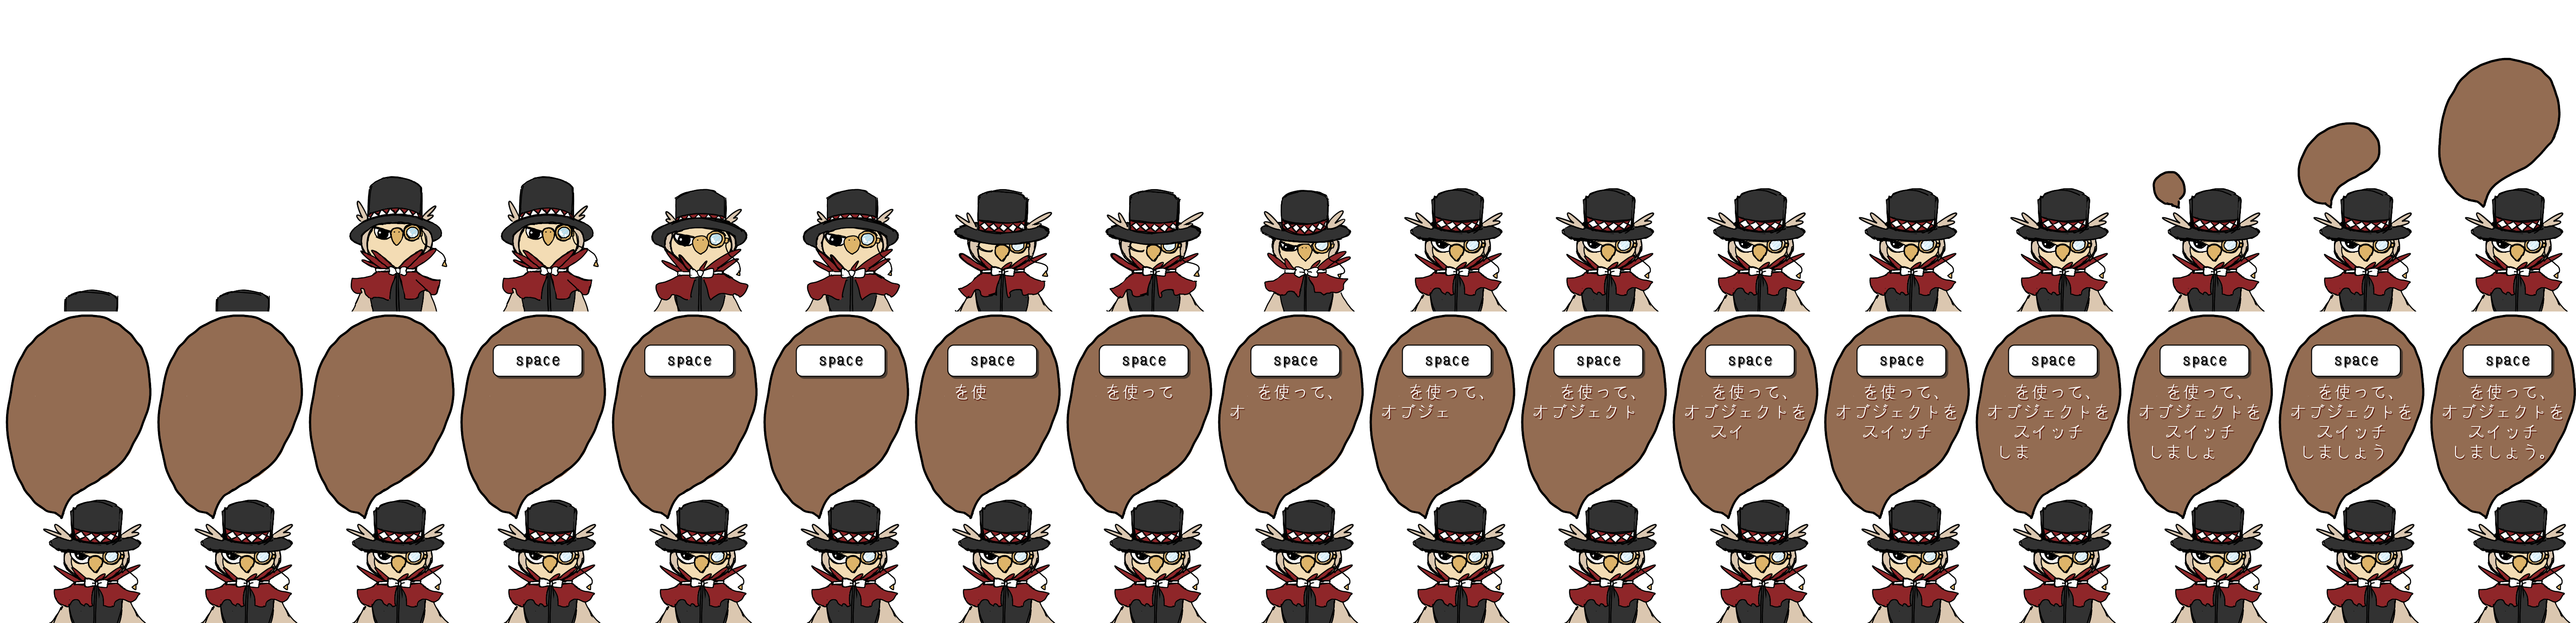 space
space
space
space
を使
space
を使って
space
を使って、
オ
space
を使って、
オブジェ
space
を使って、
オブジェクト
space
を使って、
オブジェクトを
スイ
space
を使って、
オブジェクトを
スイッチ
space
を使って、
オブジェクトを
スイッチ
しま
space
を使って、
オブジェクトを
スイッチ
しましょ
space
を使って、
オブジェクトを
スイッチ
しましょう
space
を使って、
オブジェクトを
スイッチ
しましょう。